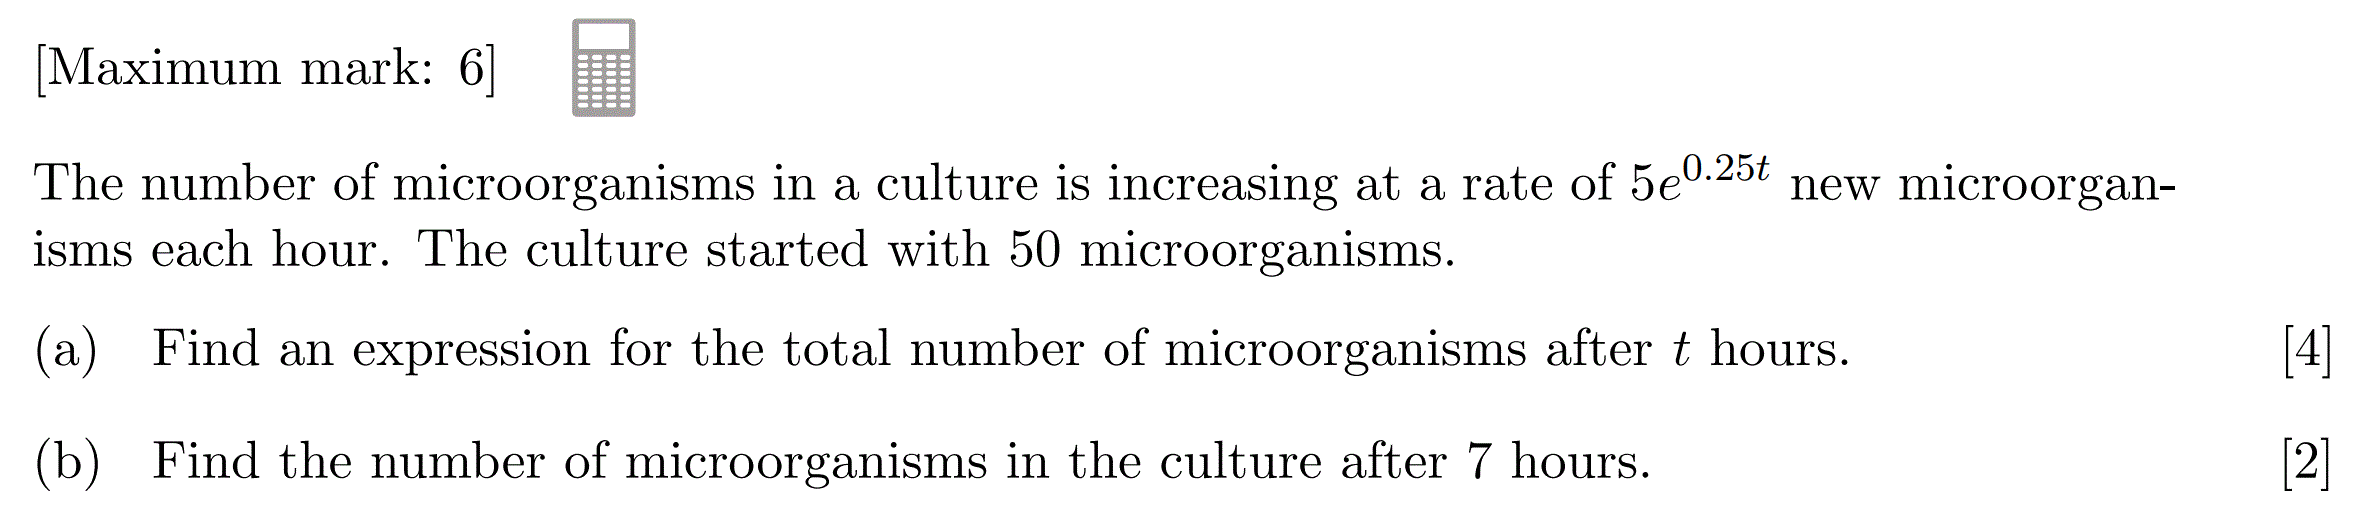 [Maximum mark: 6]
The number of microorganisms in a culture is increasing at a rate of $5e^{0.25t}$ new microorgan-
isms each hour. The culture started with 50 microorganisms.
(a) Find an expression for the total number of microorganisms after $t$ hours. [4]
(b) Find the number of microorganisms in the culture after 7 hours. [2]